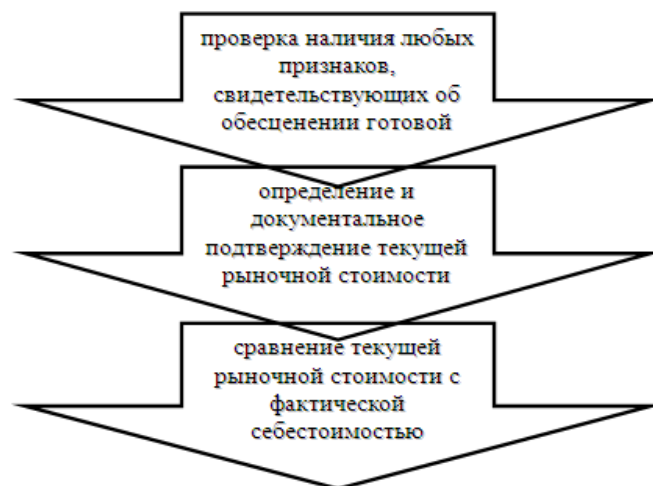 проверка наличия любых
признаков,
свидетельствующих об
обесценении готовой
определение и
документальное
подтверждение текущей
рыночной стоимости
сравнение текущей
рыночной стоимости с
фактической
себестоимостью